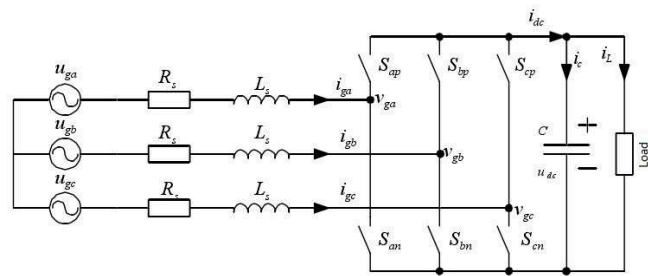 i_dc
u_ga R_s L_s i_ga S_ap S_bp S_cp i_c i_L
v_ga
u_gb R_s L_s i_gb C +
v_gb u_dc Load
−
u_gc R_s L_s i_gc
v_gc
S_an S_bn S_cn